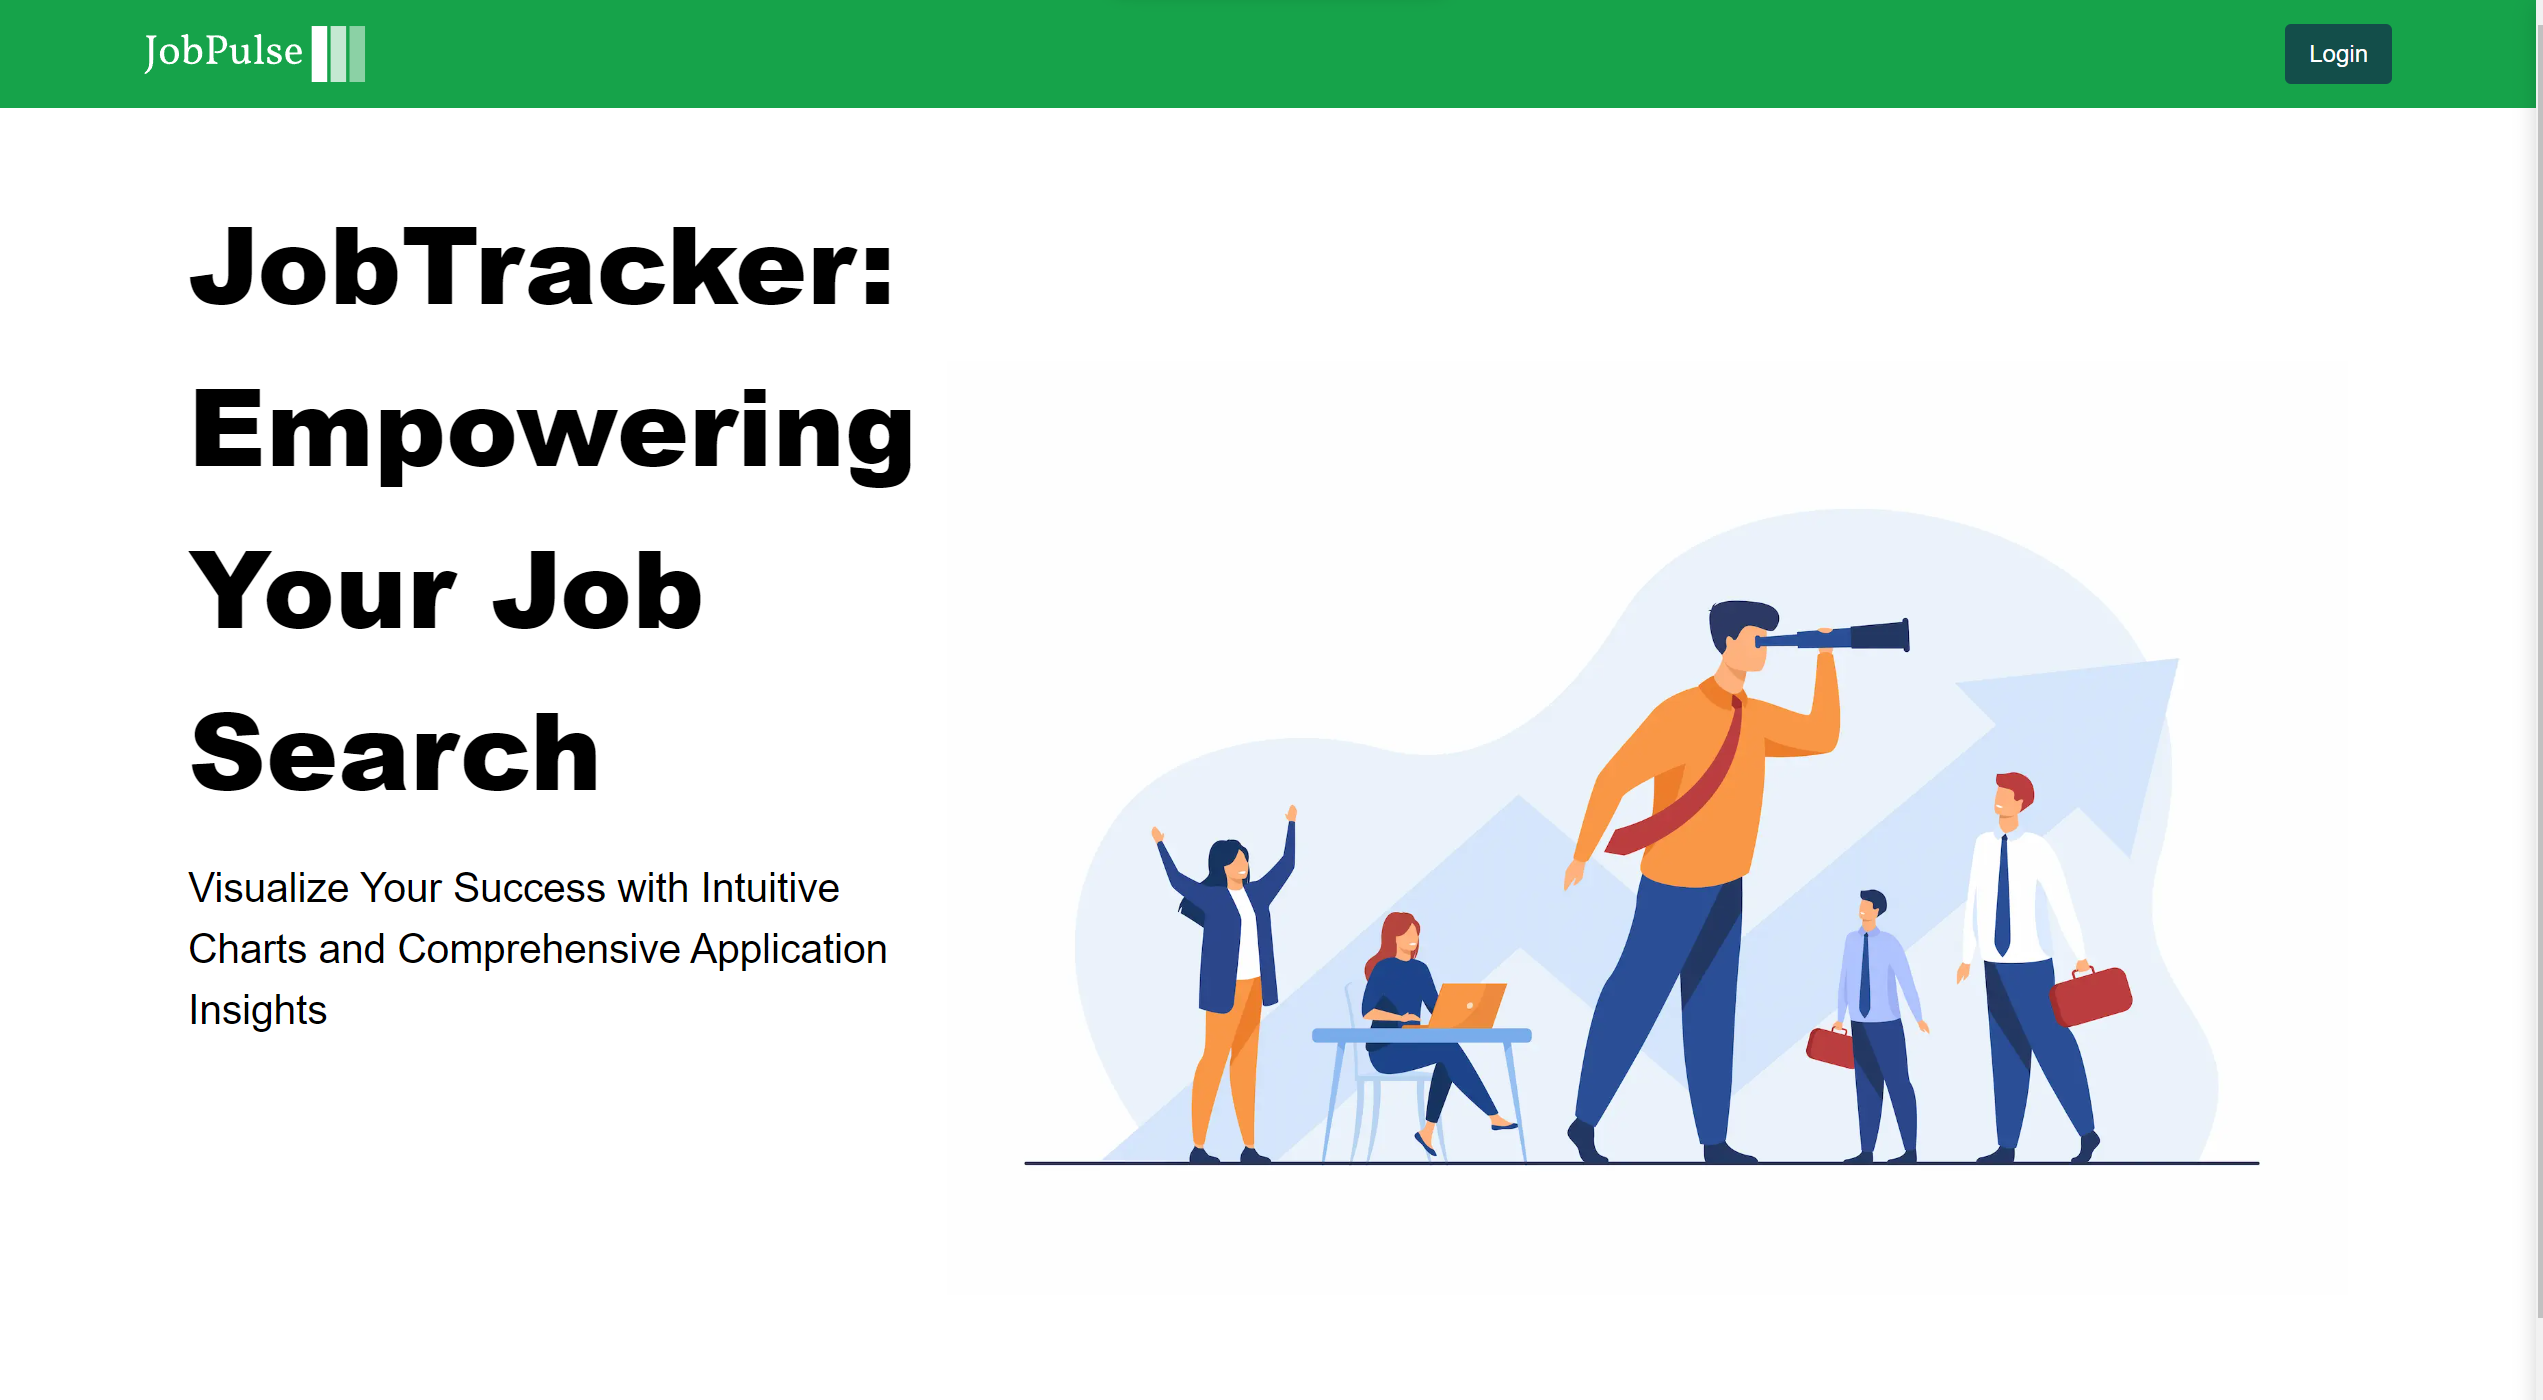 JobPulse
Login
JobTracker:
Empowering
Your Job
Search
Visualize Your Success with Intuitive
Charts and Comprehensive Application
Insights